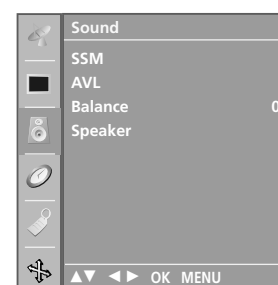 Sound
SSM
AVL
Balance 0
Speaker
▲▼ ◄► OK MENU